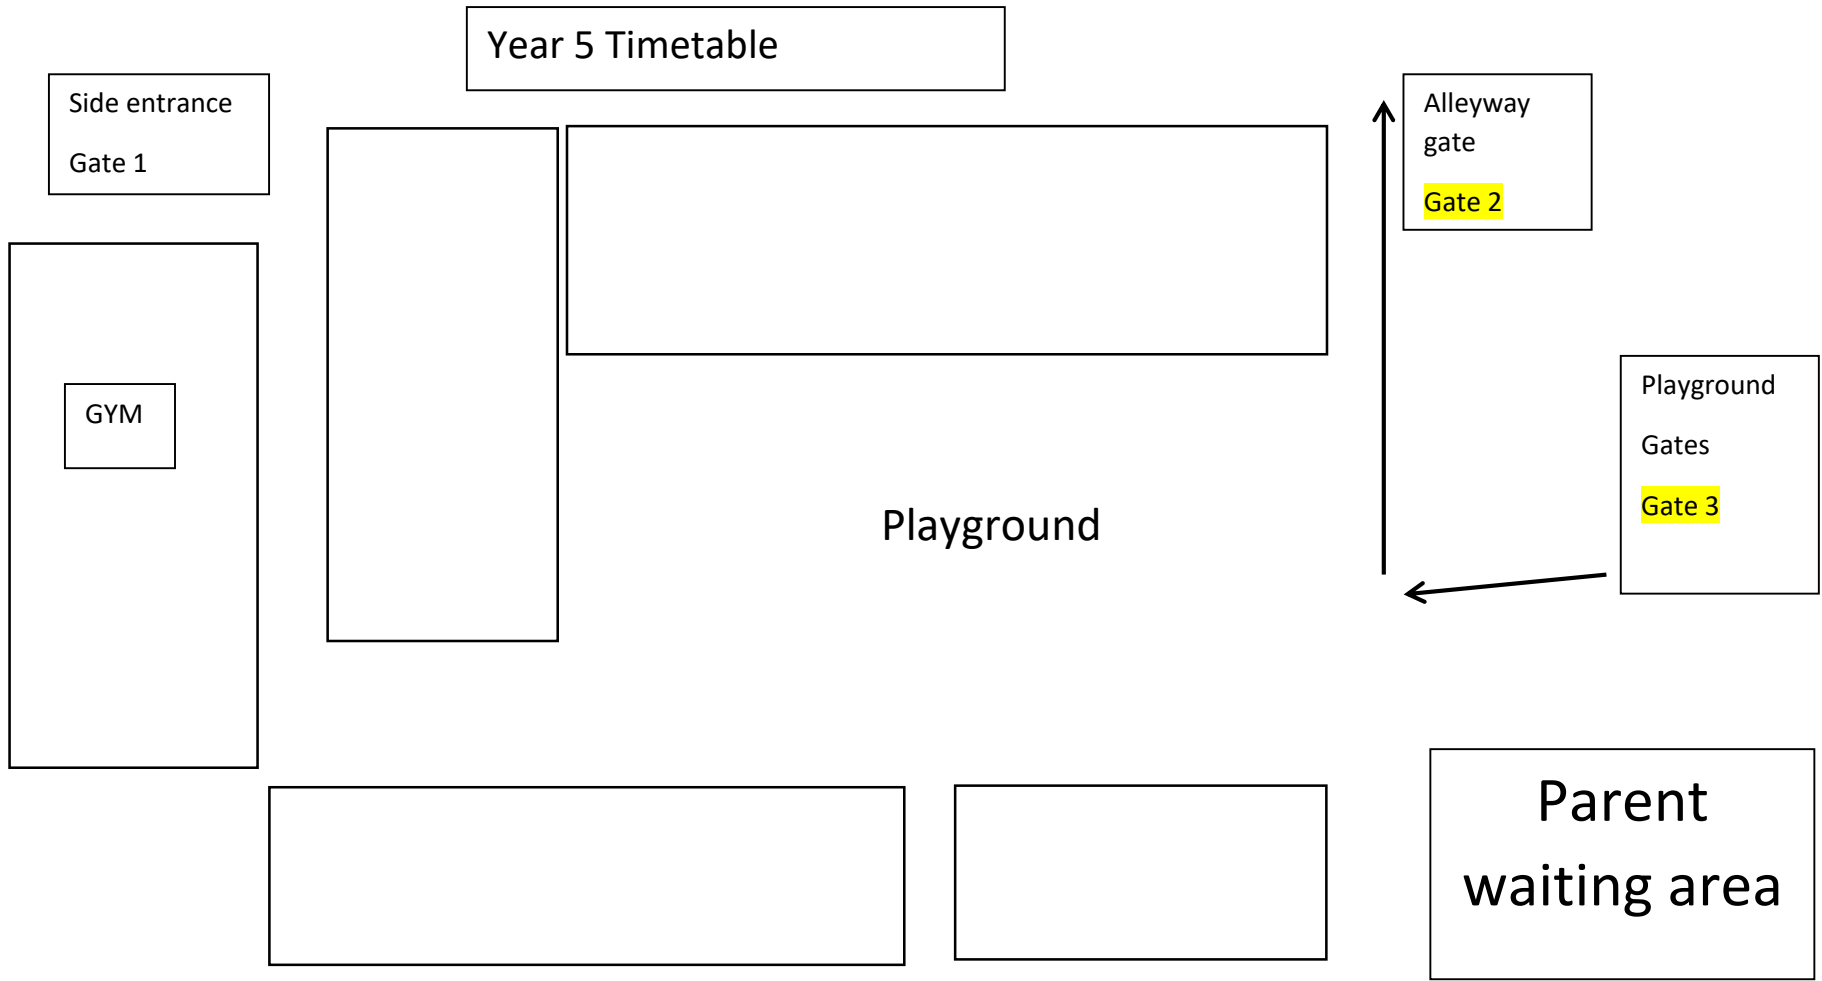 Year 5 Timetable
Side entrance
Gate 1
Alleyway
gate
Gate 2
GYM
Playground
Gates
Gate 3
Playground
Parent
waiting area